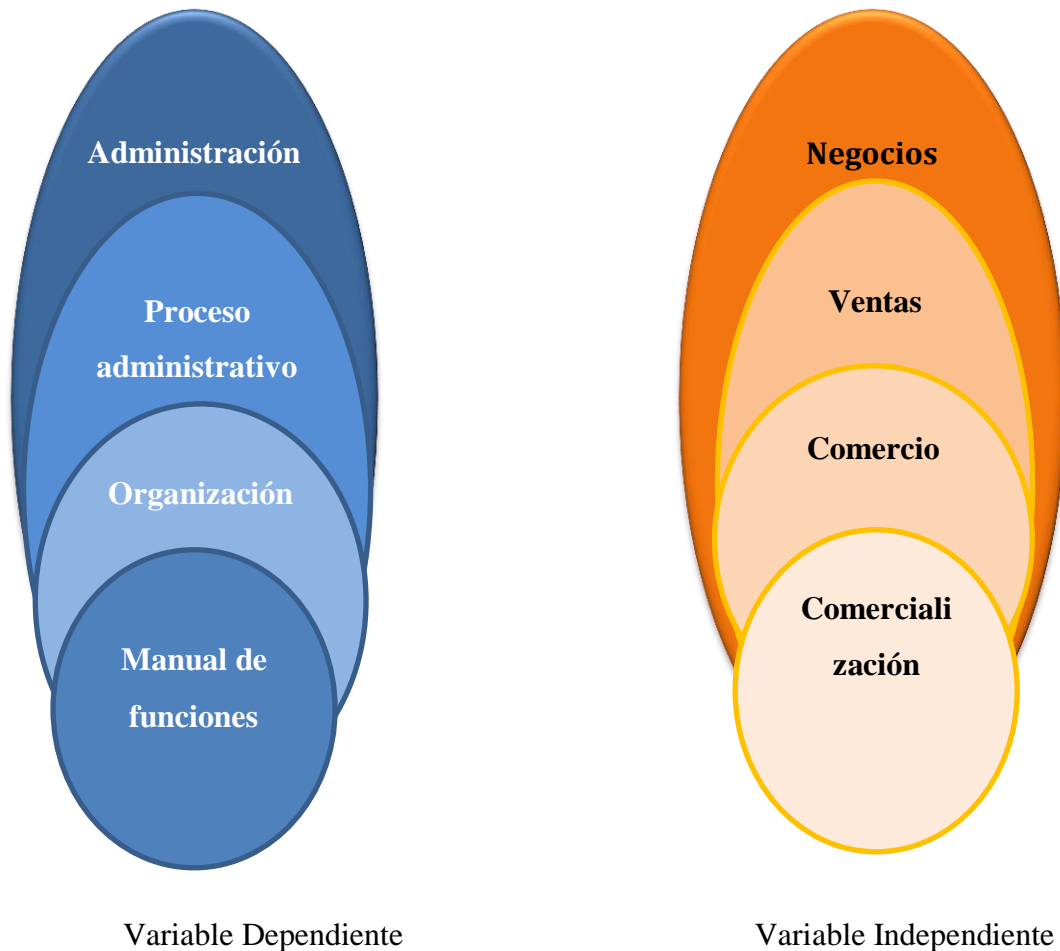 Administración
Proceso
administrativo
Organización
Manual de
funciones
Variable Dependiente
Negocios
Ventas
Comercio
Comerciali
zación
Variable Independiente